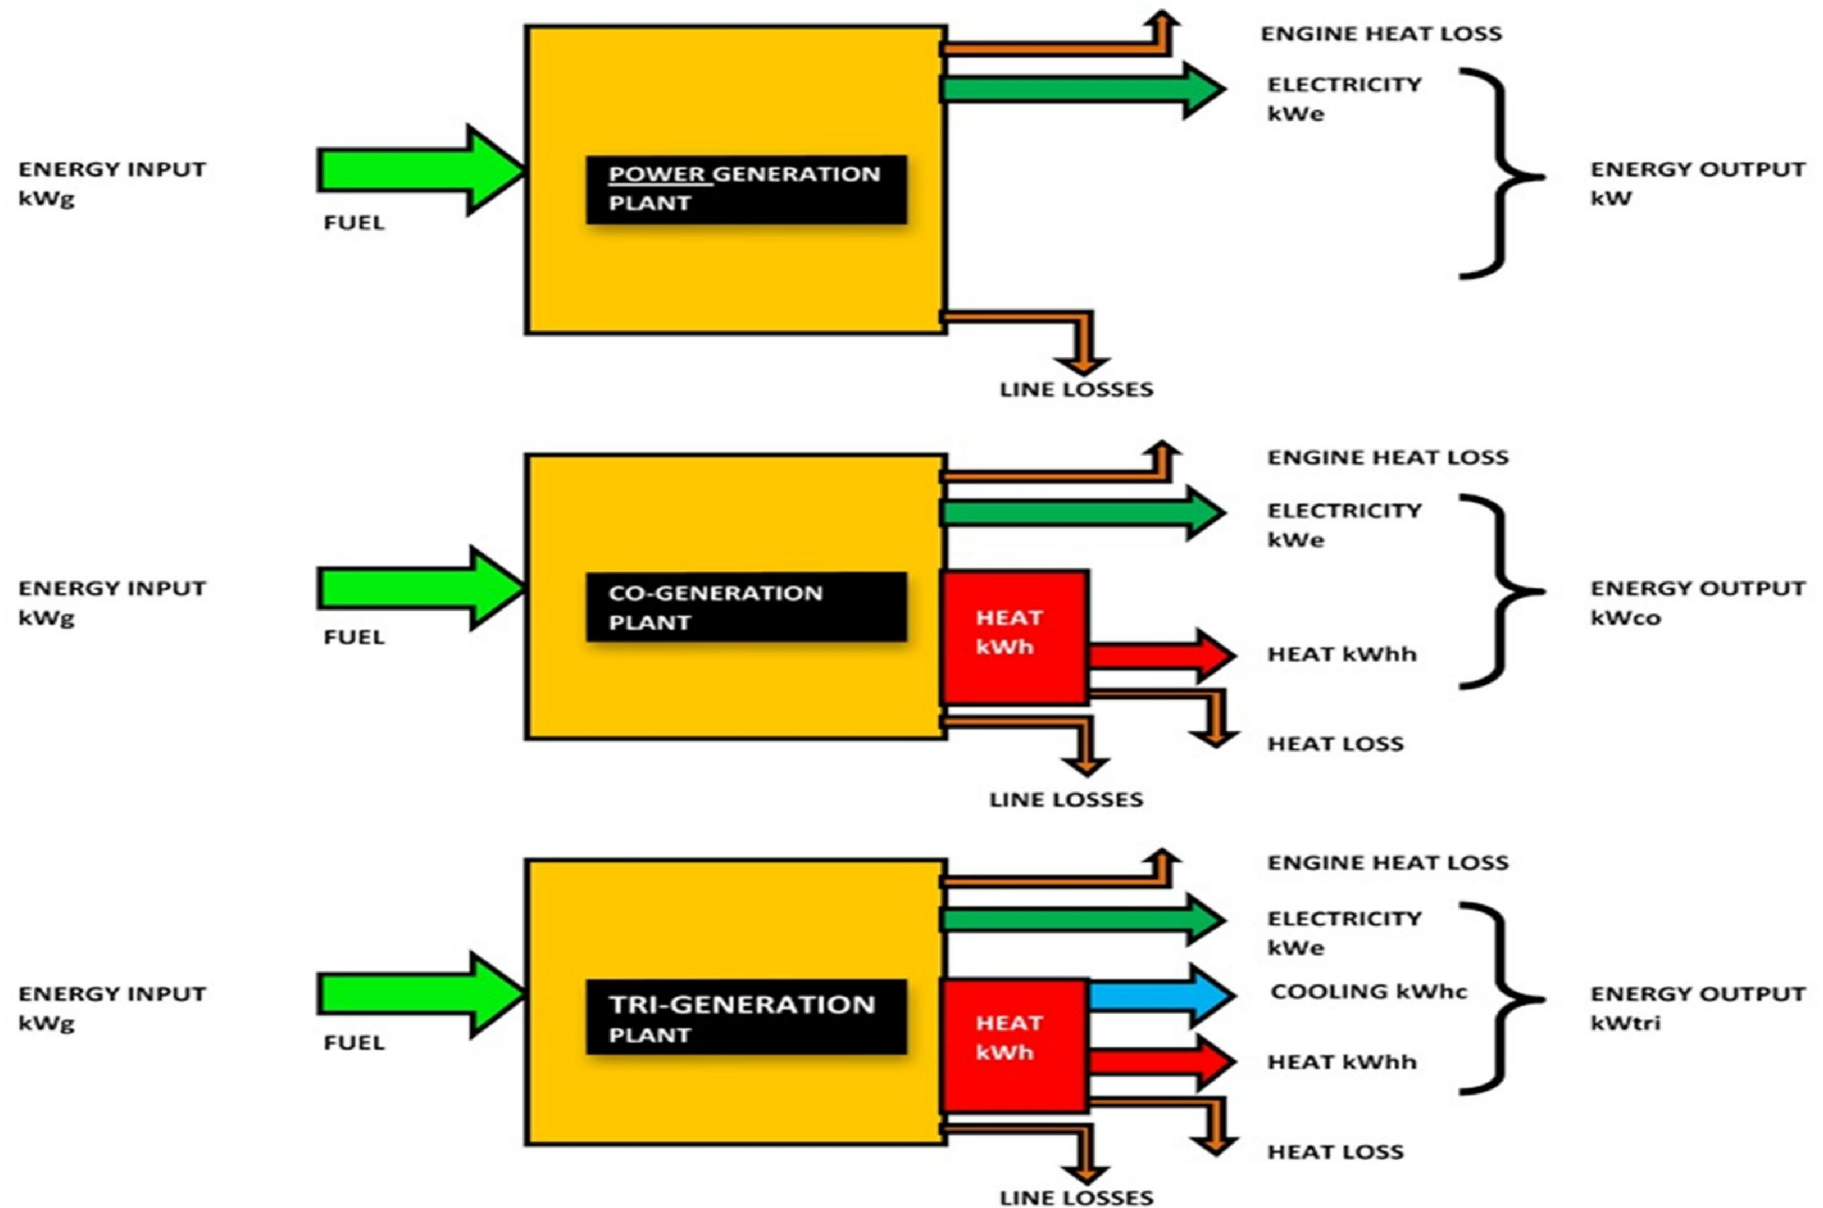 ENGINE HEAT LOSS
ELECTRICITY
kWe
ENERGY INPUT
kWg
FUEL
POWER GENERATION
PLANT
ENERGY OUTPUT
kW
LINE LOSSES
ENGINE HEAT LOSS
ELECTRICITY
kWe
ENERGY INPUT
kWg
FUEL
CO-GENERATION
PLANT
HEAT
kWh
HEAT kWhh
ENERGY OUTPUT
kWco
HEAT LOSS
LINE LOSSES
ENGINE HEAT LOSS
ELECTRICITY
kWe
ENERGY INPUT
kWg
FUEL
TRI-GENERATION
PLANT
HEAT
kWh
COOLING kWhc
HEAT kWhh
ENERGY OUTPUT
kWtri
HEAT LOSS
LINE LOSSES